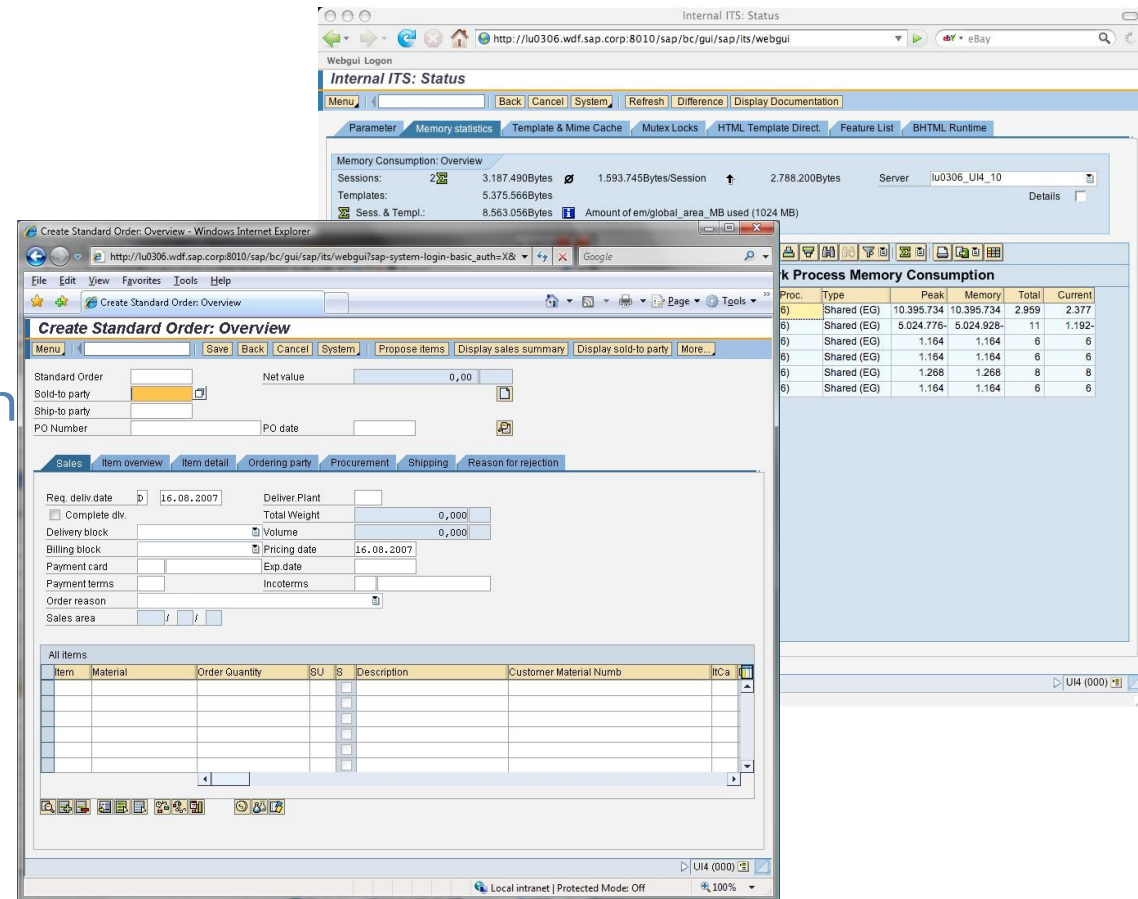 Internal ITS: Status
http://lu0306.wdf.sap.corp:8010/sap/bc/gui/sap/its/webgui
eBay
Webgui Logon
Internal ITS: Status
Menu Back Cancel System Refresh Difference Display Documentation
Parameter Memory statistics Template & Mime Cache Mutex Locks HTML Template Direct. Feature List BHTML Runtime
Memory Consumption: Overview
Sessions: 2 3.187.490Bytes 1.593.745Bytes/Session 2.788.200Bytes Server lu0306_UI4_10
Templates: 5.375.566Bytes Details
Sess. & Templ.: 8.563.056Bytes Amount of em/global_area_MB used (1024 MB)
k Process Memory Consumption
Proc. Type Peak Memory Total Current
6) Shared (EG) 10.395.734 10.395.734 2.959 2.377
6) Shared (EG) 5.024.776- 5.024.928- 11 1.192-
6) Shared (EG) 1.164 1.164 6 6
6) Shared (EG) 1.164 1.164 6 6
6) Shared (EG) 1.268 1.268 8 8
6) Shared (EG) 1.164 1.164 6 6
UI4 (000)
n
Create Standard Order: Overview - Windows Internet Explorer
http://lu0306.wdf.sap.corp:8010/sap/bc/gui/sap/its/webgui?sap-system-login-basic_auth=X& Google
File Edit View Favorites Tools Help
Create Standard Order: Overview Page Tools
Create Standard Order: Overview
Menu Save Back Cancel System Propose items Display sales summary Display sold-to party More...
Standard Order Net value 0,00
Sold-to party
Ship-to party
PO Number PO date
Sales Item overview Item detail Ordering party Procurement Shipping Reason for rejection
Req. deliv.date D 16.08.2007 Deliver.Plant
Complete dlv. Total Weight 0,000
Delivery block Volume 0,000
Billing block Pricing date 16.08.2007
Payment card Exp.date
Payment terms Incoterms
Order reason
Sales area / /
All items
Item Material Order Quantity SU S Description Customer Material Numb ItCa
UI4 (000)
Local intranet | Protected Mode: Off 100%